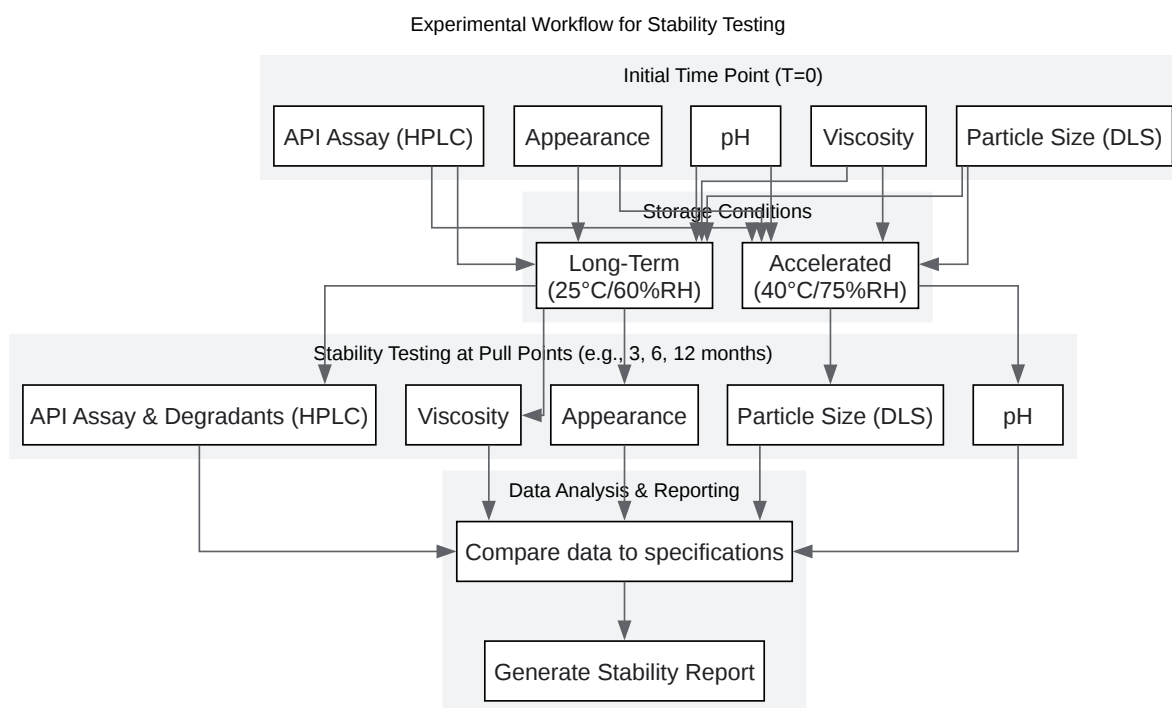 Experimental Workflow for Stability Testing
Initial Time Point (T=0)
API Assay (HPLC)
Appearance
pH
Viscosity
Particle Size (DLS)
Storage Conditions
Long-Term
(25°C/60%RH)
Accelerated
(40°C/75%RH)
Stability Testing at Pull Points (e.g., 3, 6, 12 months)
API Assay & Degradants (HPLC)
Viscosity
Appearance
Particle Size (DLS)
pH
Data Analysis & Reporting
Compare data to specifications
Generate Stability Report